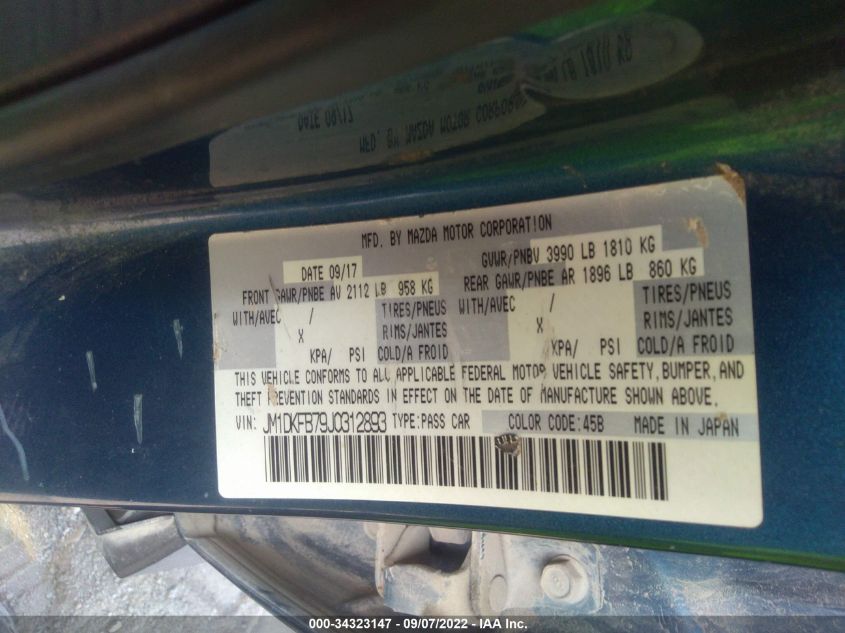 MFD. BY MAZDA MOTOR CORPORATION
DATE 09/17 GVWR/PNBV 3990 LB 1810 KG
FRONT GAWR/PNBE AV 2112 LB 958 KG REAR GAWR/PNBE AR 1896 LB 860 KG
WITH/AVEC / TIRES/PNEUS WITH/AVEC / TIRES/PNEUS
X RIMS/JANTES X RIMS/JANTES
KPA/ PSI COLD/A FROID KPA/ PSI COLD/A FROID
THIS VEHICLE CONFORMS TO ALL APPLICABLE FEDERAL MOTOR VEHICLE SAFETY, BUMPER, AND
THEFT PREVENTION STANDARDS IN EFFECT ON THE DATE OF MANUFACTURE SHOWN ABOVE.
VIN: JM1DKFB79J0312893 TYPE:PASS CAR COLOR CODE:45B MADE IN JAPAN
000-34323147 - 09/07/2022 - IAA Inc.